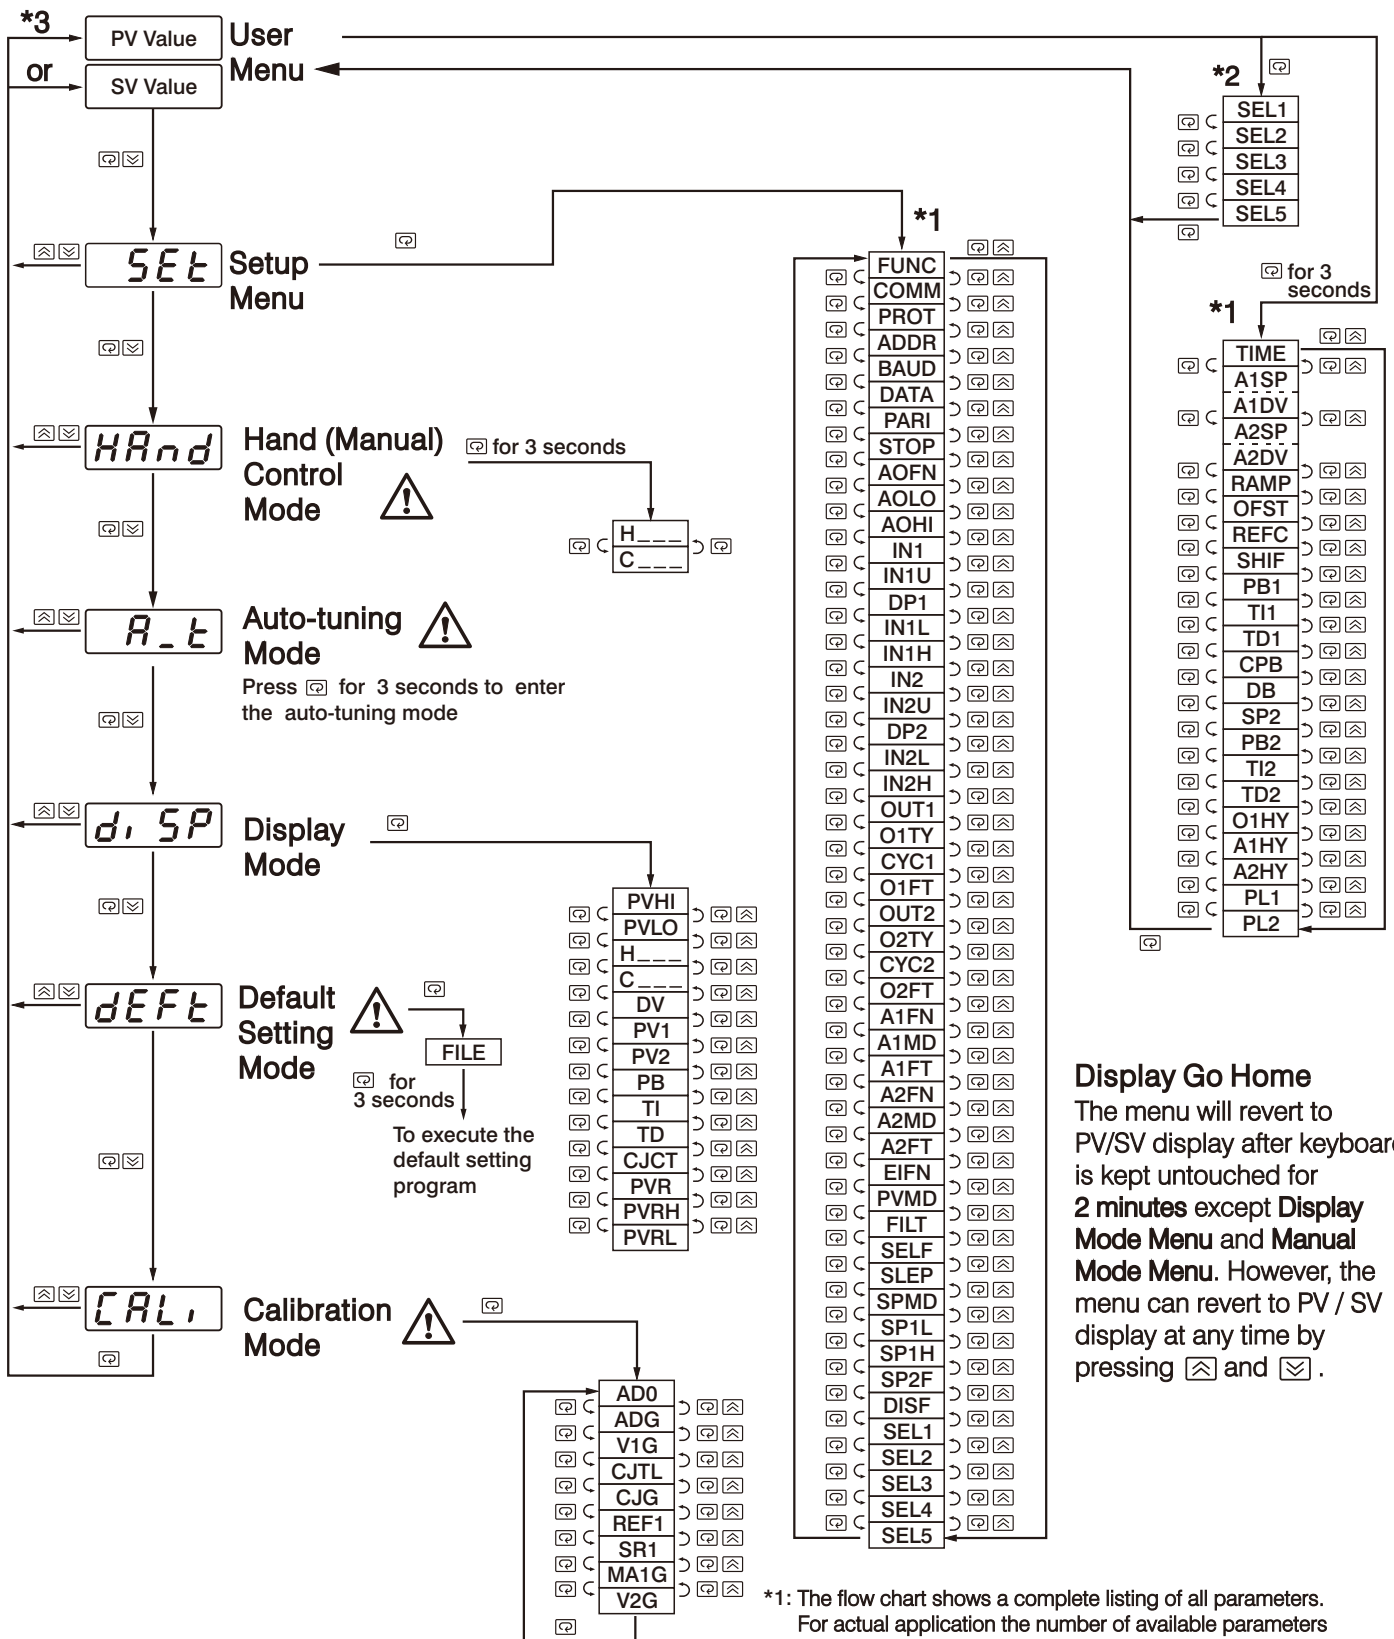 *3
PV Value
User
Menu
or
SV Value
*2
SEL1
SEL2
SEL3
SEL4
SEL5
SEt
Setup
Menu
for 3
seconds
*1
FUNC
COMM
PROT
ADDR
BAUD
DATA
PARI
STOP
AOFN
AOLO
AOHI
IN1
IN1U
DP1
IN1L
IN1H
IN2
IN2U
DP2
IN2L
IN2H
OUT1
O1TY
CYC1
O1FT
OUT2
O2TY
CYC2
O2FT
A1FN
A1MD
A1FT
A2FN
A2MD
A2FT
EIFN
PVMD
FILT
SELF
SLEP
SPMD
SP1L
SP1H
SP2F
DISF
SEL1
SEL2
SEL3
SEL4
SEL5
*1
TIME
A1SP
A1DV
A2SP
A2DV
RAMP
OFST
REFC
SHIF
PB1
TI1
TD1
CPB
DB
SP2
PB2
TI2
TD2
O1HY
A1HY
A2HY
PL1
PL2
HAnd
Hand (Manual)
Control
Mode
for 3 seconds
H_ _ _
C_ _ _
A_t
Auto-tuning
Mode
Press for 3 seconds to enter
the auto-tuning mode
diSP
Display
Mode
PVHI
PVLO
H_ _ _
C_ _ _
DV
PV1
PV2
PB
TI
TD
CJCT
PVR
PVRH
PVRL
dEFt
Default
Setting
Mode
FILE
for
3 seconds
To execute the
default setting
program
CALi
Calibration
Mode
AD0
ADG
V1G
CJTL
CJG
REF1
SR1
MA1G
V2G
Display Go Home
The menu will revert to
PV/SV display after keyboard
is kept untouched for
2 minutes except Display
Mode Menu and Manual
Mode Menu. However, the
menu can revert to PV / SV
display at any time by
pressing and .
*1: The flow chart shows a complete listing of all parameters.
For actual application the number of available parameters